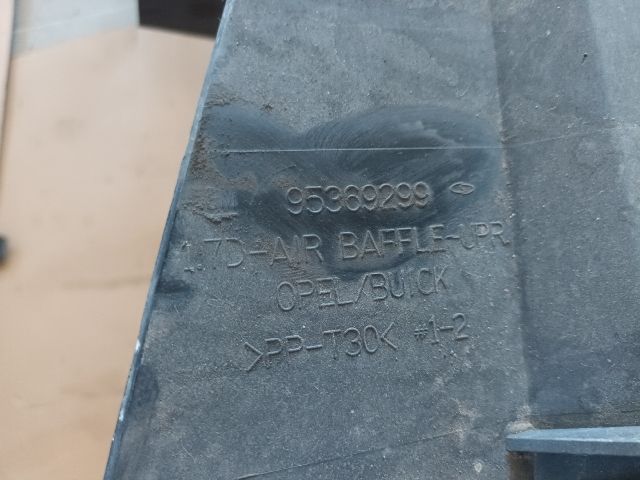 95369299
1.7D-AIR BAFFLE-UPR
OPEL/BUICK
>PP-T30< #1-2